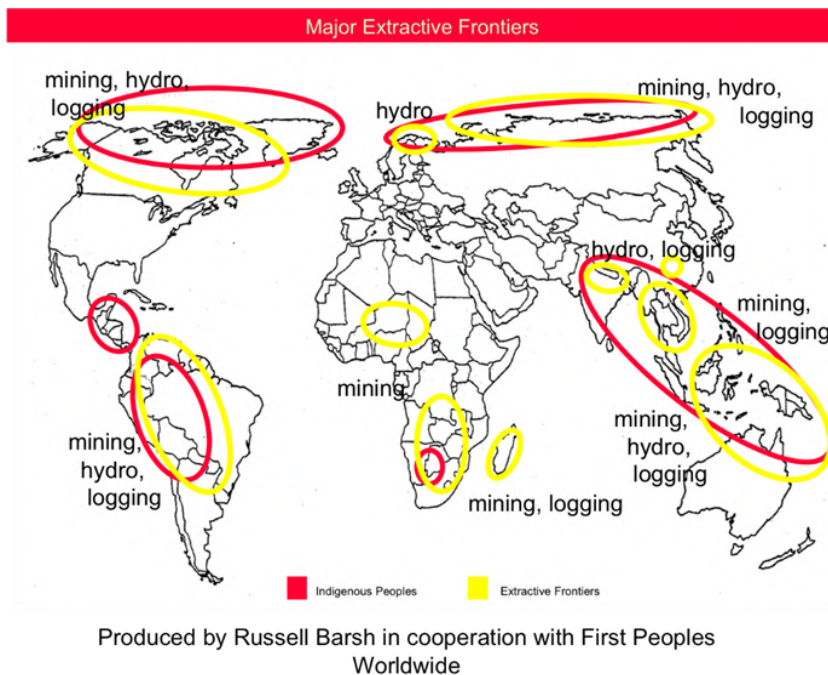 Major Extractive Frontiers
mining, hydro,
logging
hydro
mining, hydro,
logging
hydro, logging
mining,
logging
mining
mining,
hydro,
logging
mining,
hydro,
logging
mining, logging
Indigenous Peoples
Extractive Frontiers
Produced by Russell Barsh in cooperation with First Peoples
Worldwide